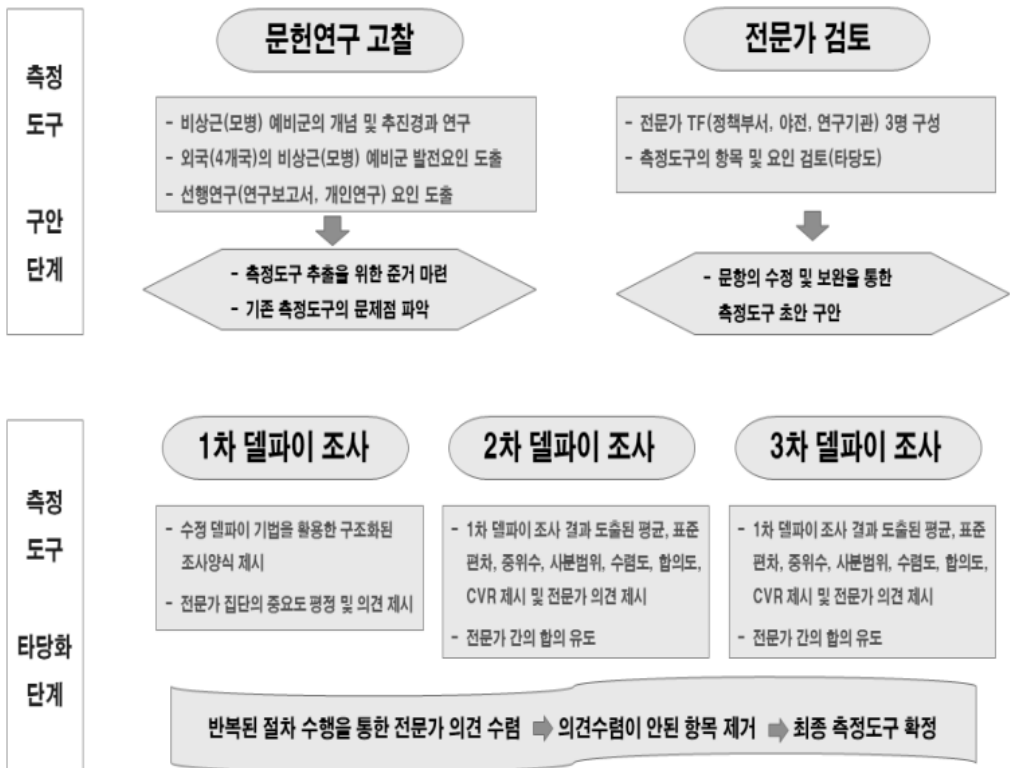 측정
도구
구안
단계
문헌연구 고찰
- 비상근(모병) 예비군의 개념 및 추진경과 연구
- 외국(4개국)의 비상근(모병) 예비군 발전요인 도출
- 선행연구(연구보고서, 개인연구) 요인 도출
- 측정도구 추출을 위한 준거 마련
- 기존 측정도구의 문제점 파악
전문가 검토
- 전문가 TF(정책부서, 야전, 연구기관) 3명 구성
- 측정도구의 항목 및 요인 검토(타당도)
- 문항의 수정 및 보완을 통한
측정도구 초안 구안
측정
도구
타당화
단계
1차 델파이 조사
- 수정 델파이 기법을 활용한 구조화된
조사양식 제시
- 전문가 집단의 중요도 평정 및 의견 제시
2차 델파이 조사
- 1차 델파이 조사 결과 도출된 평균, 표준
편차, 중위수, 사분범위, 수렴도, 합의도,
CVR 제시 및 전문가 의견 제시
- 전문가 간의 합의 유도
3차 델파이 조사
- 1차 델파이 조사 결과 도출된 평균, 표준
편차, 중위수, 사분범위, 수렴도, 합의도,
CVR 제시 및 전문가 의견 제시
- 전문가 간의 합의 유도
반복된 절차 수행을 통한 전문가 의견 수렴 ➡ 의견수렴이 안된 항목 제거 ➡ 최종 측정도구 확정